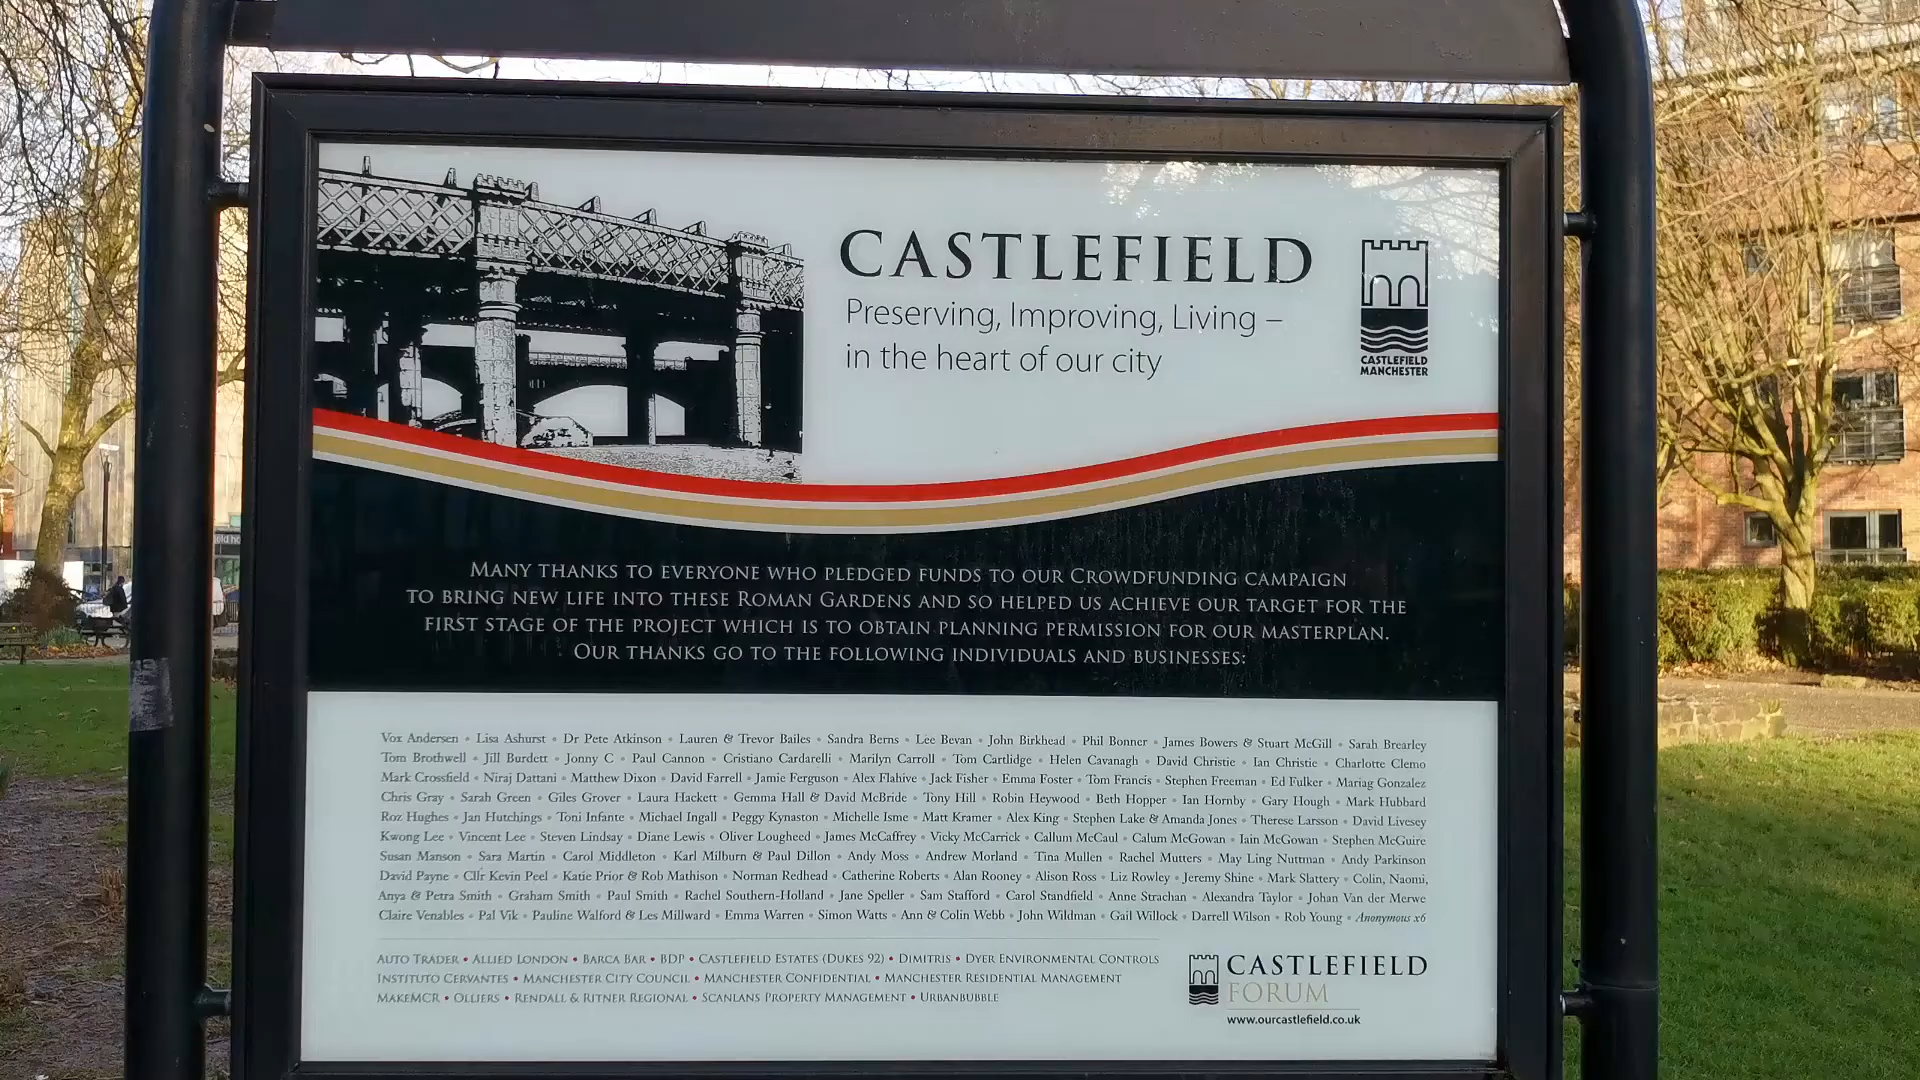 CASTLEFIELD
Preserving, Improving, Living –
in the heart of our city
CASTLEFIELD
MANCHESTER
MANY THANKS TO EVERYONE WHO PLEDGED FUNDS TO OUR CROWDFUNDING CAMPAIGN
TO BRING NEW LIFE INTO THESE ROMAN GARDENS AND SO HELPED US ACHIEVE OUR TARGET FOR THE
FIRST STAGE OF THE PROJECT WHICH IS TO OBTAIN PLANNING PERMISSION FOR OUR MASTERPLAN.
OUR THANKS GO TO THE FOLLOWING INDIVIDUALS AND BUSINESSES:
Vox Andersen • Lisa Ashurst • Dr Pete Atkinson • Lauren & Trevor Bailes • Sandra Berns • Lee Bevan • John Birkhead • Phil Bonner • James Bowers & Stuart McGill • Sarah Brearley
Tom Brothwell • Jill Burdett • Jonny C • Paul Cannon • Cristiano Cardarelli • Marilyn Carroll • Tom Cartlidge • Helen Cavanagh • David Christie • Ian Christie • Charlotte Clemo
Mark Crossfield • Niraj Dattani • Matthew Dixon • David Farrell • Jamie Ferguson • Alex Flahive • Jack Fisher • Emma Foster • Tom Francis • Stephen Freeman • Ed Fulker • Mariag Gonzalez
Chris Gray • Sarah Green • Giles Grover • Laura Hackett • Gemma Hall & David McBride • Tony Hill • Robin Heywood • Beth Hopper • Ian Hornby • Gary Hough • Mark Hubbard
Roz Hughes • Jan Hutchings • Toni Infante • Michael Ingall • Peggy Kynaston • Michelle Isme • Matt Kramer • Alex King • Stephen Lake & Amanda Jones • Therese Larsson • David Livesey
Kwong Lee • Vincent Lee • Steven Lindsay • Diane Lewis • Oliver Lougheed • James McCaffrey • Vicky McCarrick • Callum McCaul • Calum McGowan • Iain McGowan • Stephen McGuire
Susan Manson • Sara Martin • Carol Middleton • Karl Milburn & Paul Dillon • Andy Moss • Andrew Morland • Tina Mullen • Rachel Mutters • May Ling Nuttman • Andy Parkinson
David Payne • Cllr Kevin Peel • Katie Prior & Rob Mathison • Norman Redhead • Catherine Roberts • Alan Rooney • Alison Ross • Liz Rowley • Jeremy Shine • Mark Slattery • Colin, Naomi,
Anya & Petra Smith • Graham Smith • Paul Smith • Rachel Southern-Holland • Jane Speller • Sam Stafford • Carol Standfield • Anne Strachan • Alexandra Taylor • Johan Van der Merwe
Claire Venables • Pal Vik • Pauline Walford & Les Millward • Emma Warren • Simon Watts • Ann & Colin Webb • John Wildman • Gail Willock • Darrell Wilson • Rob Young • Anonymous x6
AUTO TRADER • ALLIED LONDON • BARCA BAR • BDP • CASTLEFIELD ESTATES (DUKES 92) • DIMITRIS • DYER ENVIRONMENTAL CONTROLS
INSTITUTO CERVANTES • MANCHESTER CITY COUNCIL • MANCHESTER CONFIDENTIAL • MANCHESTER RESIDENTIAL MANAGEMENT
MAKEMCR • OLLIERS • RENDALL & RITNER REGIONAL • SCANLANS PROPERTY MANAGEMENT • URBANBUBBLE
CASTLEFIELD
FORUM
www.ourcastlefield.co.uk